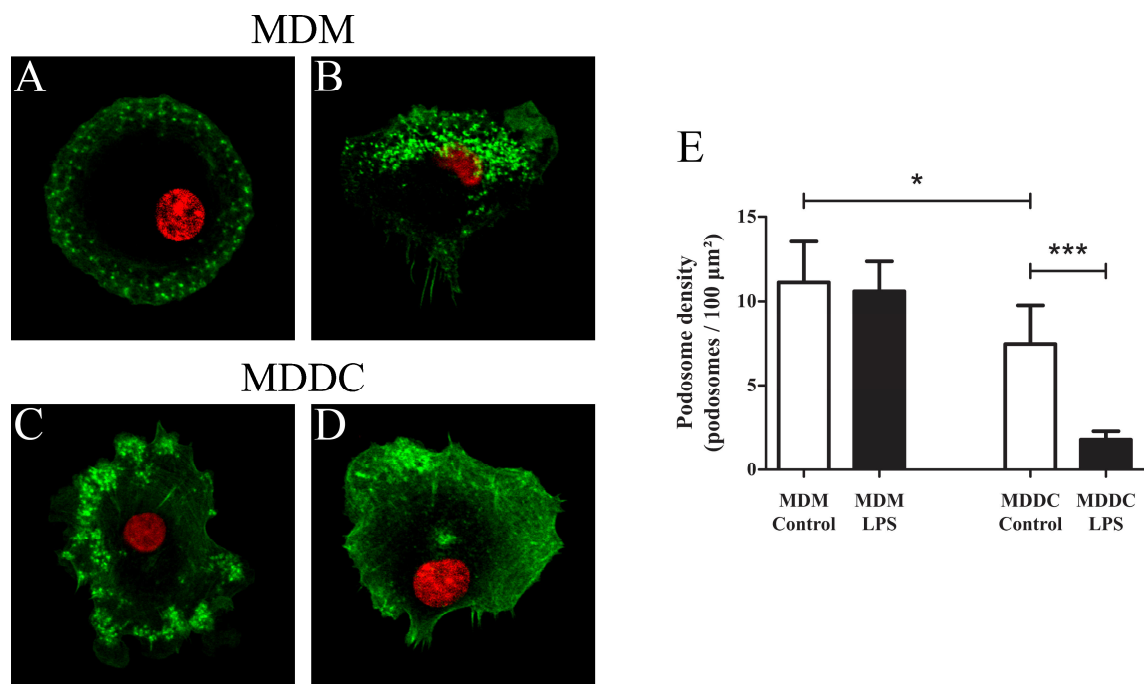 MDM
A
B
MDDC
C
D
E
*
***
15
10
5
0
Podosome density
(podosomes / 100 µm²)
MDM
Control
MDM
LPS
MDDC
Control
MDDC
LPS